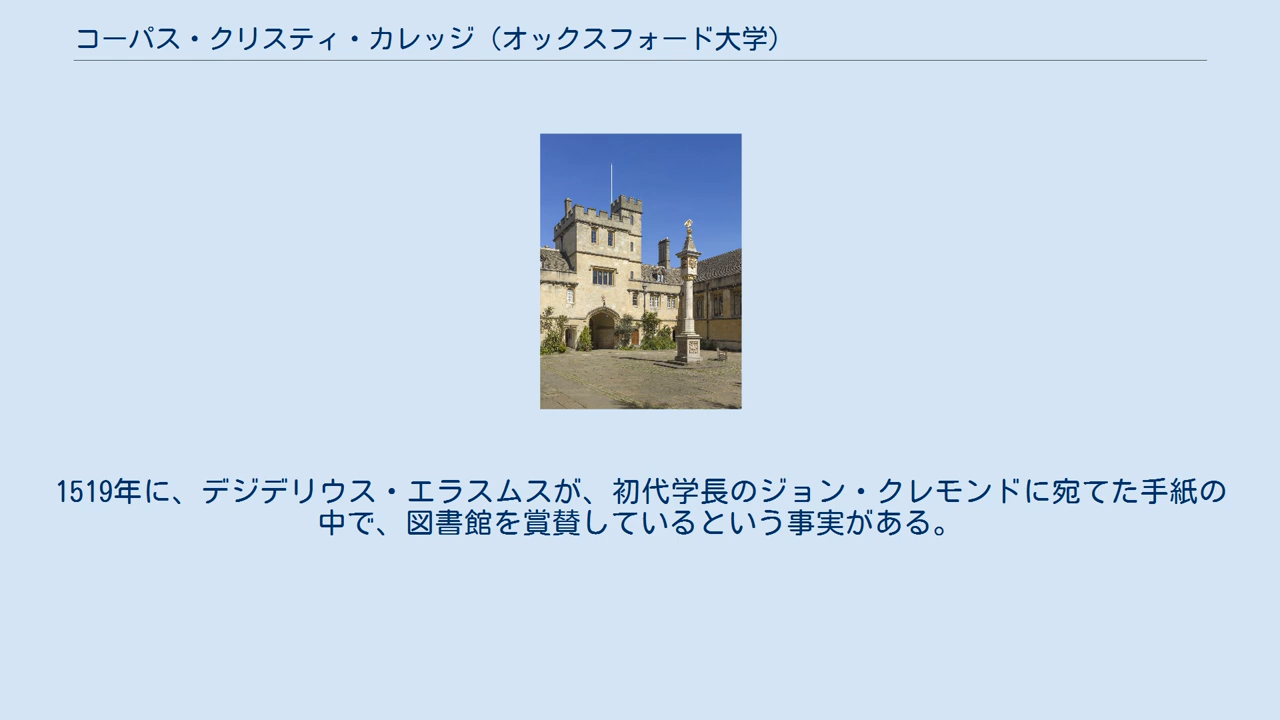 コーパス・クリスティ・カレッジ（オックスフォード大学）
1519年に、デジデリウス・エラスムスが、初代学長のジョン・クレモンドに宛てた手紙の
中で、図書館を賞賛しているという事実がある。